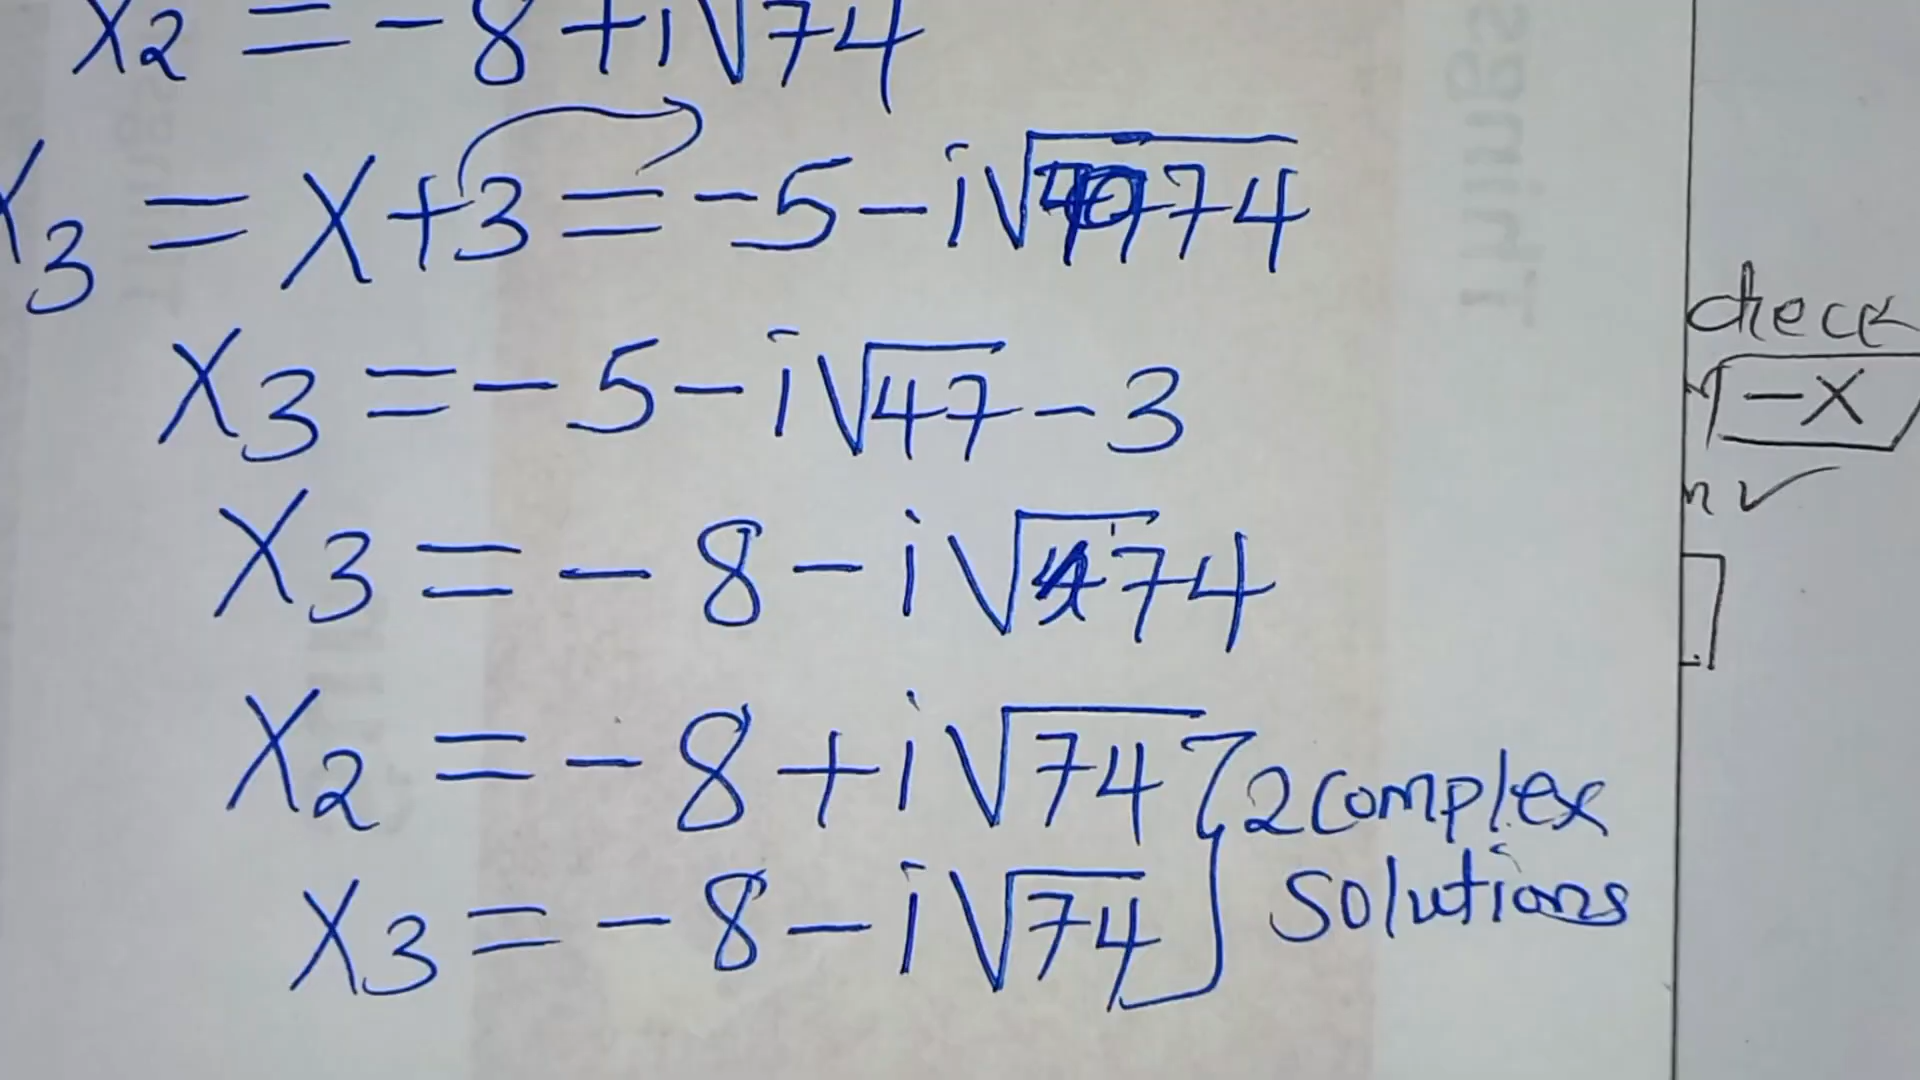 x2 = -8+i√74
x3 = x+3 = -5-i√74
x3 = -5-i√47-3
x3 = -8-i√74
x2 = -8+i√74
x3 = -8-i√74
2 complex
solutions
check
-x